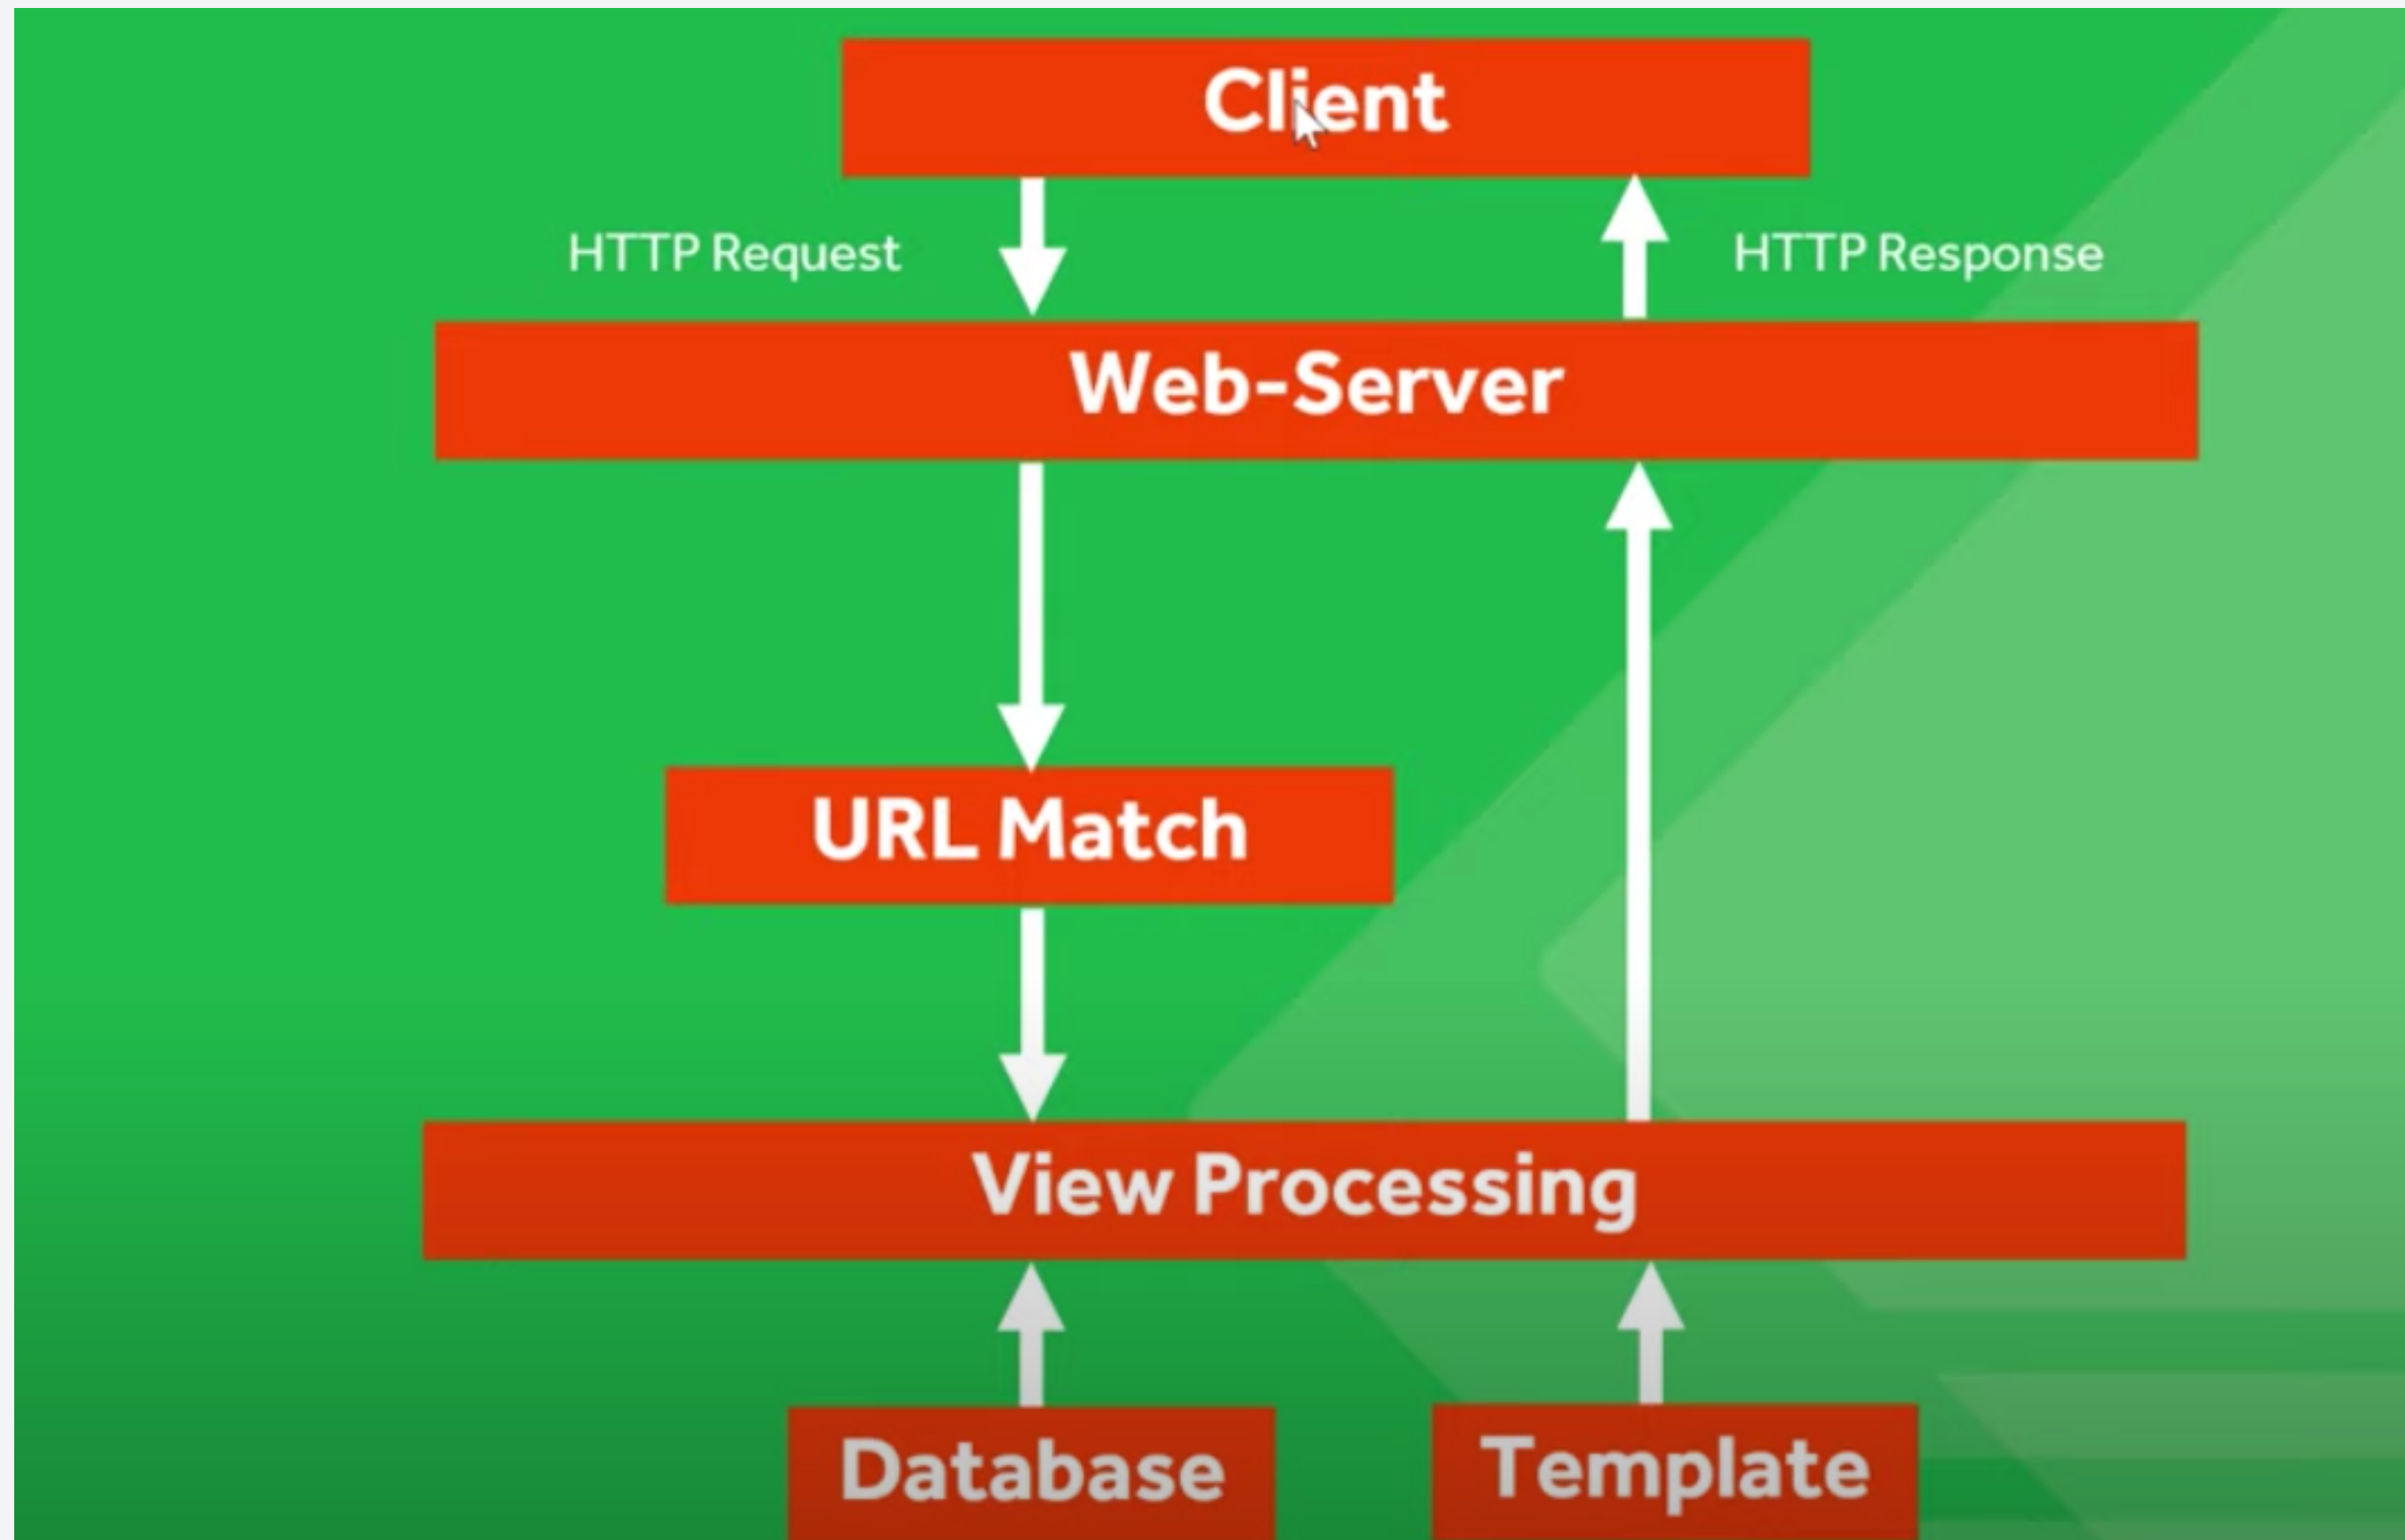 Client
HTTP Request
HTTP Response
Web-Server
URL Match
View Processing
Database
Template